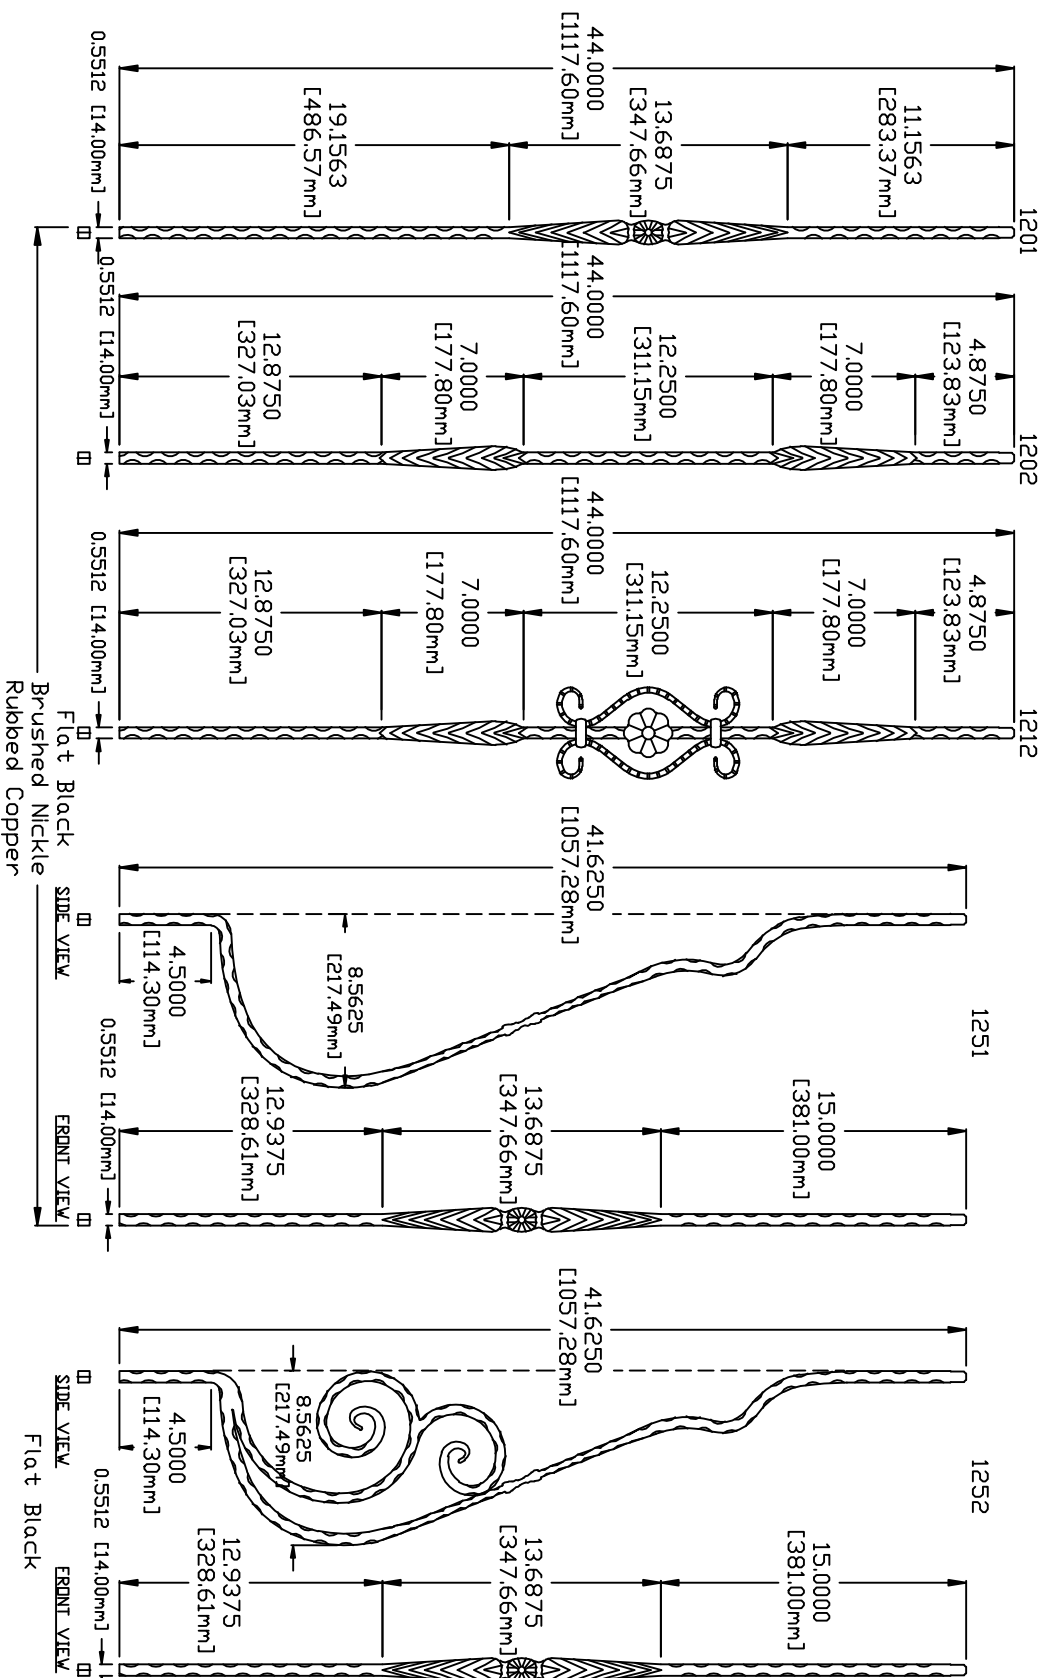 1201
44.0000
[1117.60mm]
11.1563
[283.37mm]
13.6875
[347.66mm]
19.1563
[486.57mm]
0.5512 [14.00mm]
1202
44.0000
[1117.60mm]
4.8750
[123.83mm]
7.0000
[177.80mm]
12.2500
[311.15mm]
7.0000
[177.80mm]
12.8750
[327.03mm]
0.5512 [14.00mm]
1212
44.0000
[1117.60mm]
4.8750
[123.83mm]
7.0000
[177.80mm]
12.2500
[311.15mm]
7.0000
[177.80mm]
12.8750
[327.03mm]
0.5512 [14.00mm]
Flat Black
Brushed Nickle
Rubbed Copper
1251
41.6250
[1057.28mm]
8.5625
[217.49mm]
4.5000
[114.30mm]
SIDE VIEW
15.0000
[381.00mm]
13.6875
[347.66mm]
12.9375
[328.61mm]
0.5512 [14.00mm]
FRONT VIEW
1252
41.6250
[1057.28mm]
8.5625
[217.49mm]
4.5000
[114.30mm]
SIDE VIEW
15.0000
[381.00mm]
13.6875
[347.66mm]
12.9375
[328.61mm]
0.5512 [14.00mm]
FRONT VIEW
Flat Black